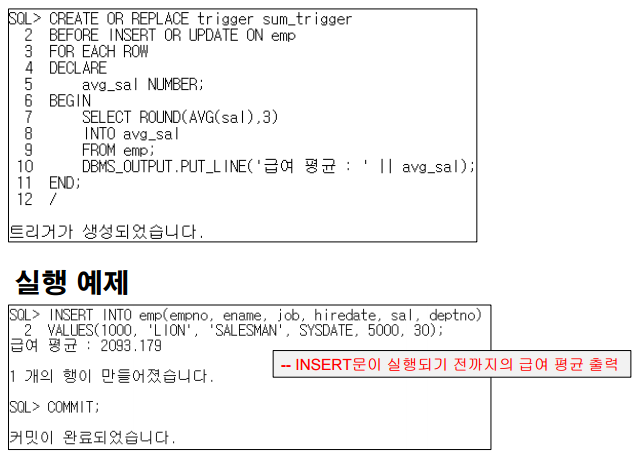 SQL> CREATE OR REPLACE trigger sum_trigger
2 BEFORE INSERT OR UPDATE ON emp
3 FOR EACH ROW
4 DECLARE
5 avg_sal NUMBER;
6 BEGIN
7 SELECT ROUND(AVG(sal),3)
8 INTO avg_sal
9 FROM emp;
10 DBMS_OUTPUT.PUT_LINE('급여 평균 : ' || avg_sal);
11 END;
12 /
트리거가 생성되었습니다.
실행 예제
SQL> INSERT INTO emp(empno, ename, job, hiredate, sal, deptno)
2 VALUES(1000, 'LION', 'SALESMAN', SYSDATE, 5000, 30);
급여 평균 : 2093.179
-- INSERT문이 실행되기 전까지의 급여 평균 출력
1 개의 행이 만들어졌습니다.
SQL> COMMIT;
커밋이 완료되었습니다.